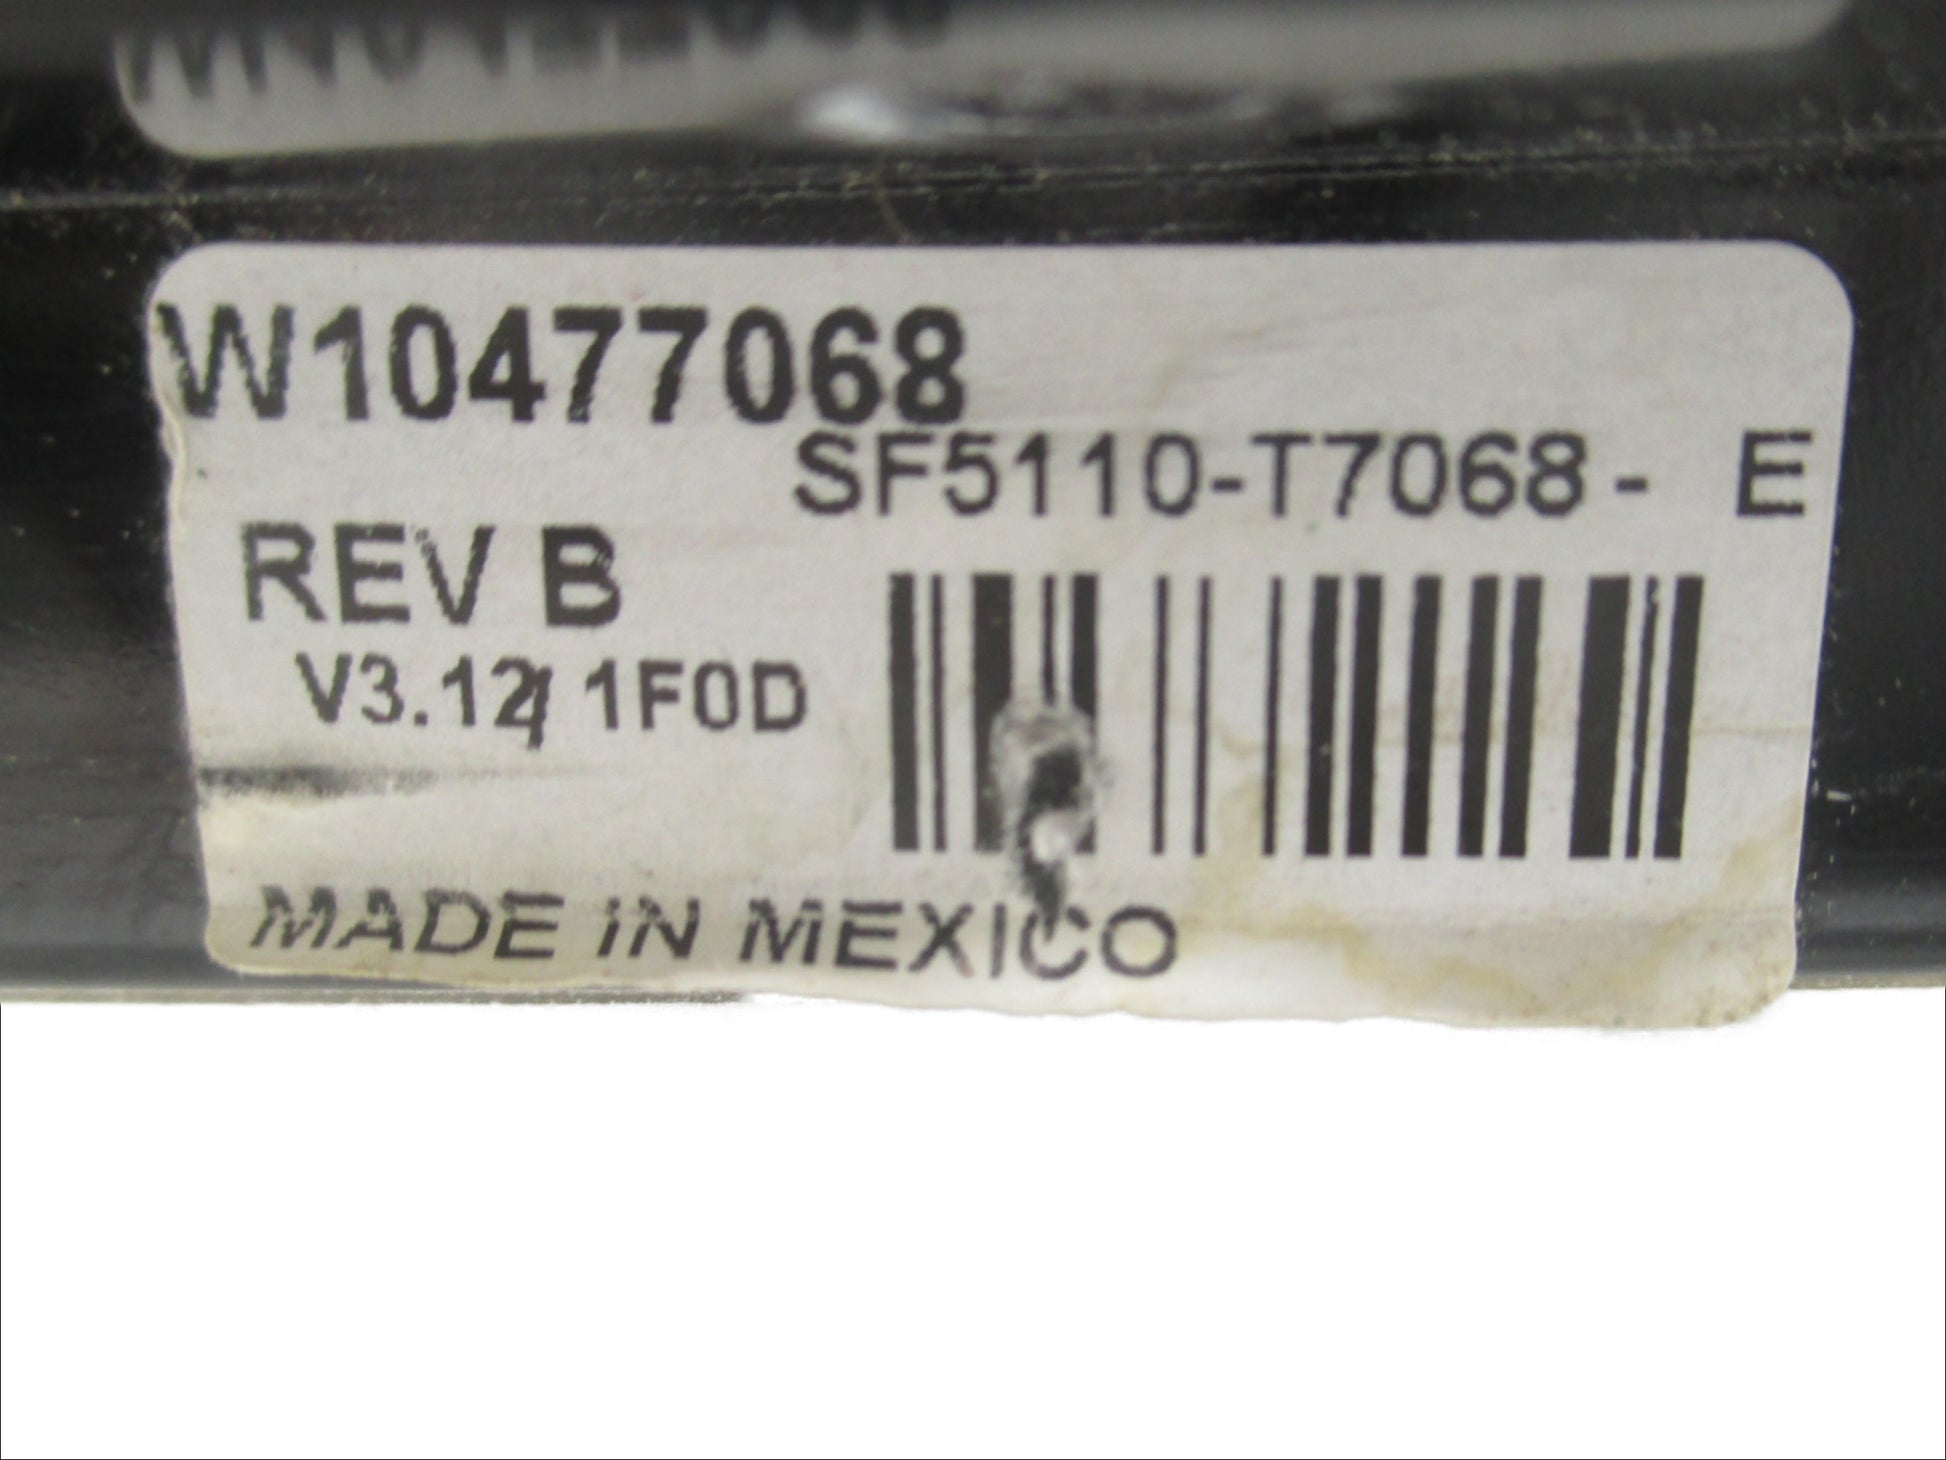 W10477068
SF5110-T7068- E
REV B
V3.12/ 1F0D
MADE IN MEXICO